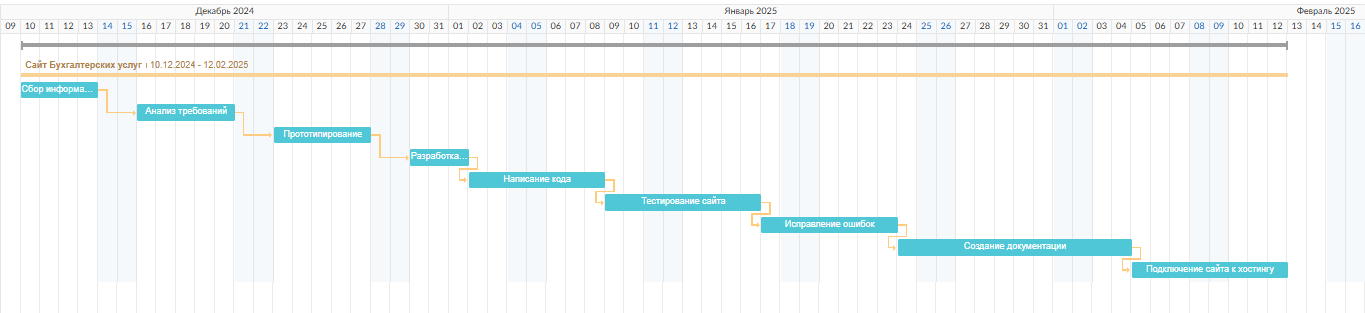 Декабрь 2024 Январь 2025 Февраль 2025
09 10 11 12 13 14 15 16 17 18 19 20 21 22 23 24 25 26 27 28 29 30 31 01 02 03 04 05 06 07 08 09 10 11 12 13 14 15 16 17 18 19 20 21 22 23 24 25 26 27 28 29 30 31 01 02 03 04 05 06 07 08 09 10 11 12 13 14 15 16
Сайт Бухгалтерских услуг 10.12.2024 - 12.02.2025
Сбор информа...
Анализ требований
Прототипирование
Разработка...
Написание кода
Тестирование сайта
Исправление ошибок
Создание документации
Подключение сайта к хостингу